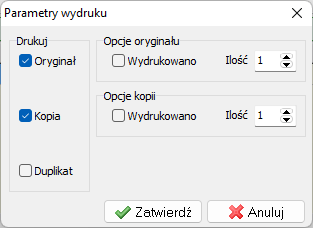 Parametry wydruku
Drukuj
Oryginał
Kopia
Duplikat
Opcje oryginału
Wydrukowano Ilość 1
Opcje kopii
Wydrukowano Ilość 1
Zatwierdź Anuluj